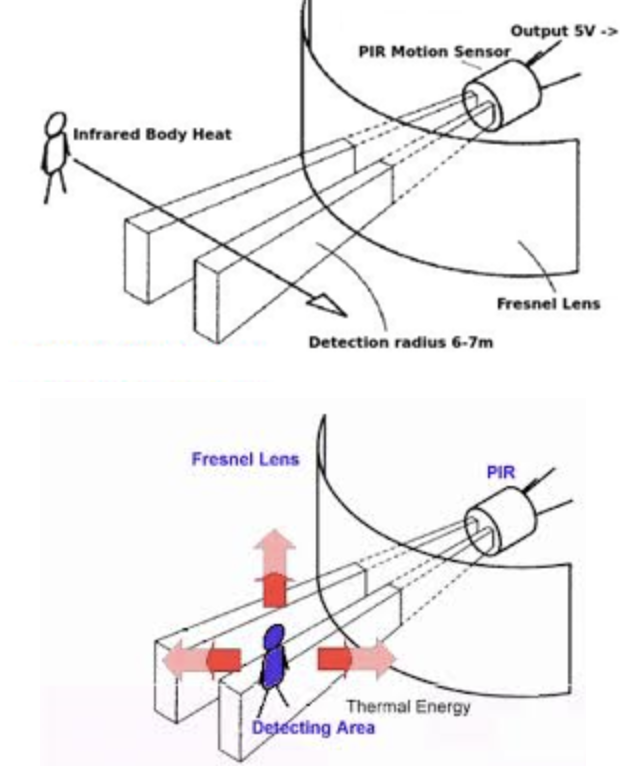 Output 5V ->
PIR Motion Sensor
Infrared Body Heat
Fresnel Lens
Detection radius 6-7m
Fresnel Lens
PIR
Thermal Energy
Detecting Area